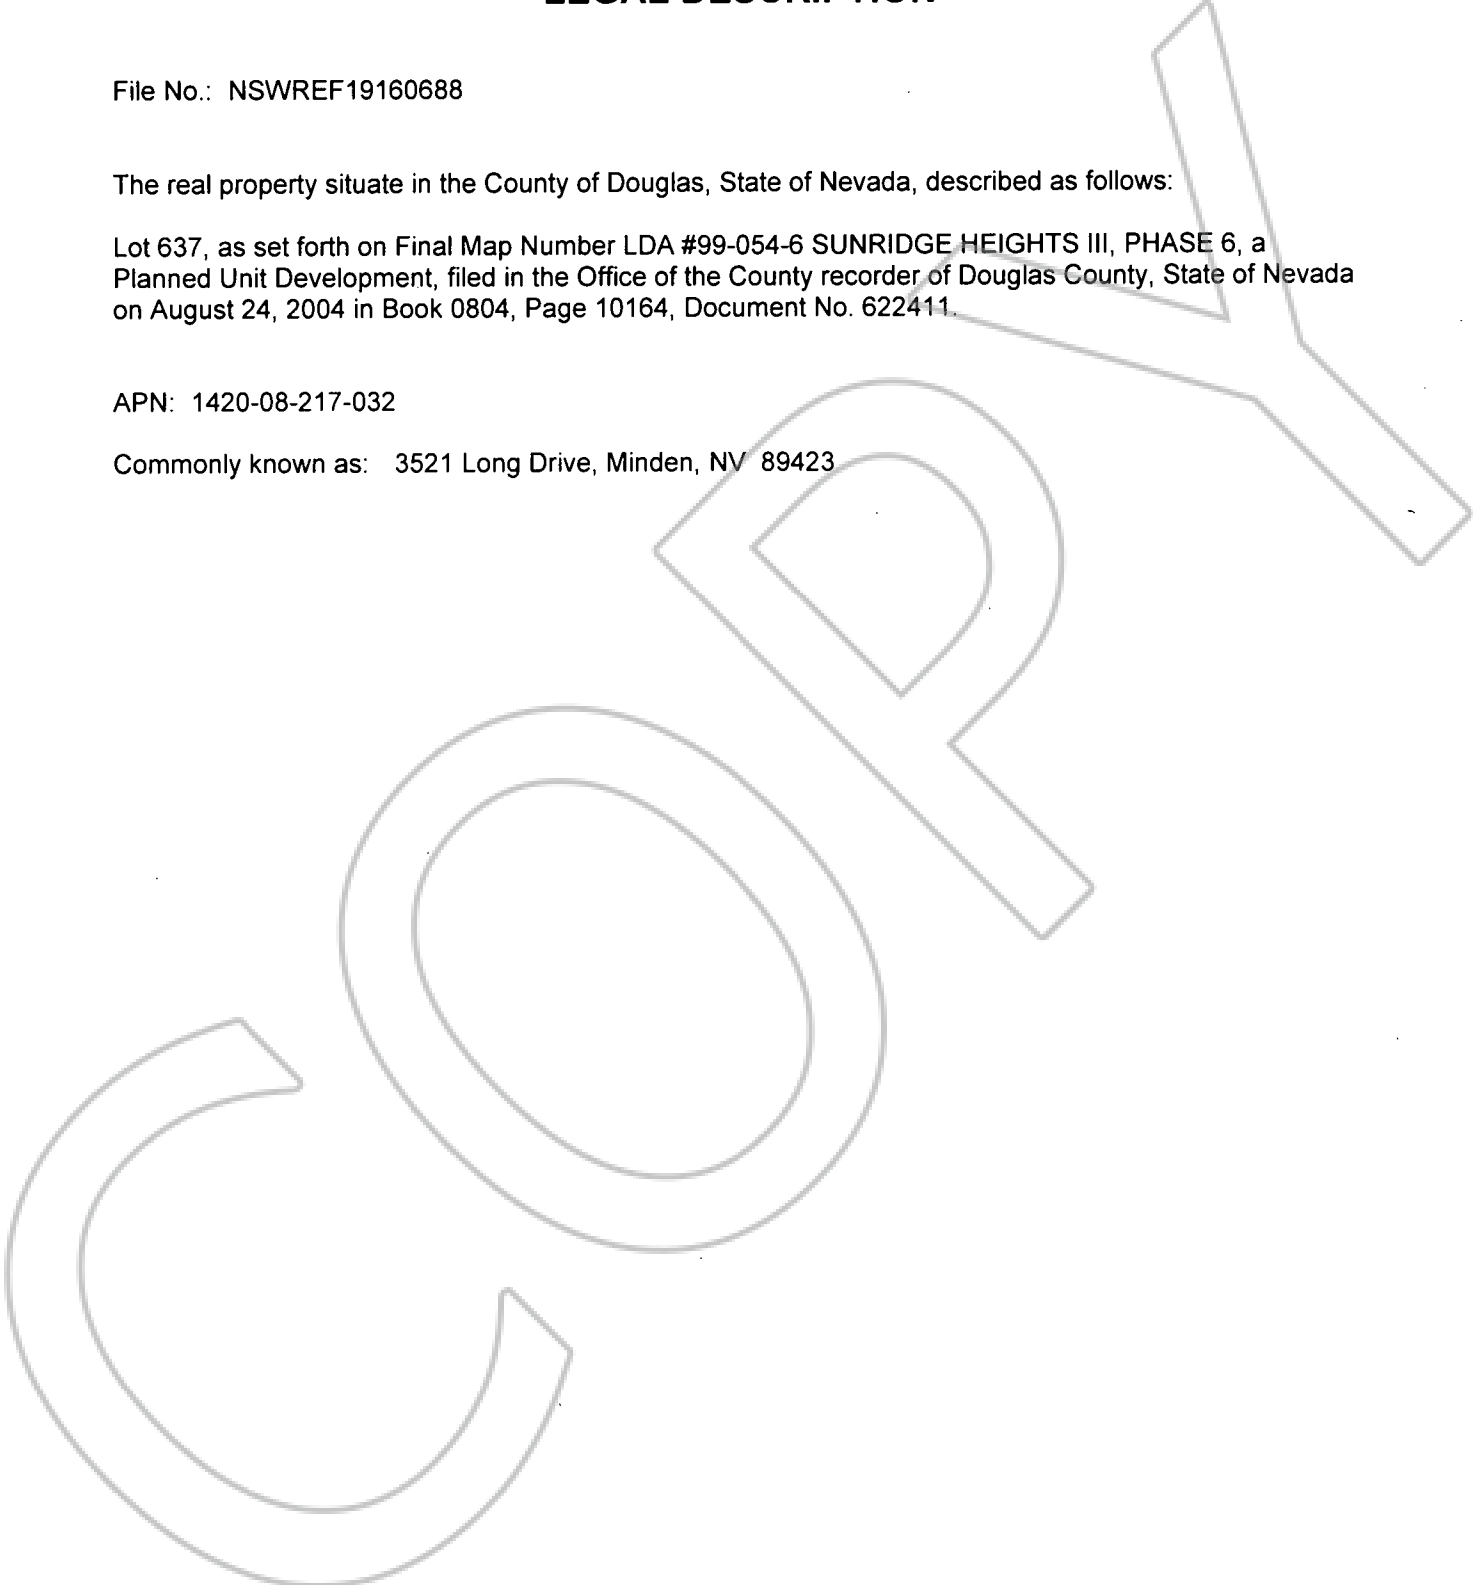 LEGAL DESCRIPTION
File No.: NSWREF19160688
The real property situate in the County of Douglas, State of Nevada, described as follows:
Lot 637, as set forth on Final Map Number LDA #99-054-6 SUNRIDGE HEIGHTS III, PHASE 6, a
Planned Unit Development, filed in the Office of the County recorder of Douglas County, State of Nevada
on August 24, 2004 in Book 0804, Page 10164, Document No. 622411.
APN: 1420-08-217-032
Commonly known as: 3521 Long Drive, Minden, NV 89423
COPY